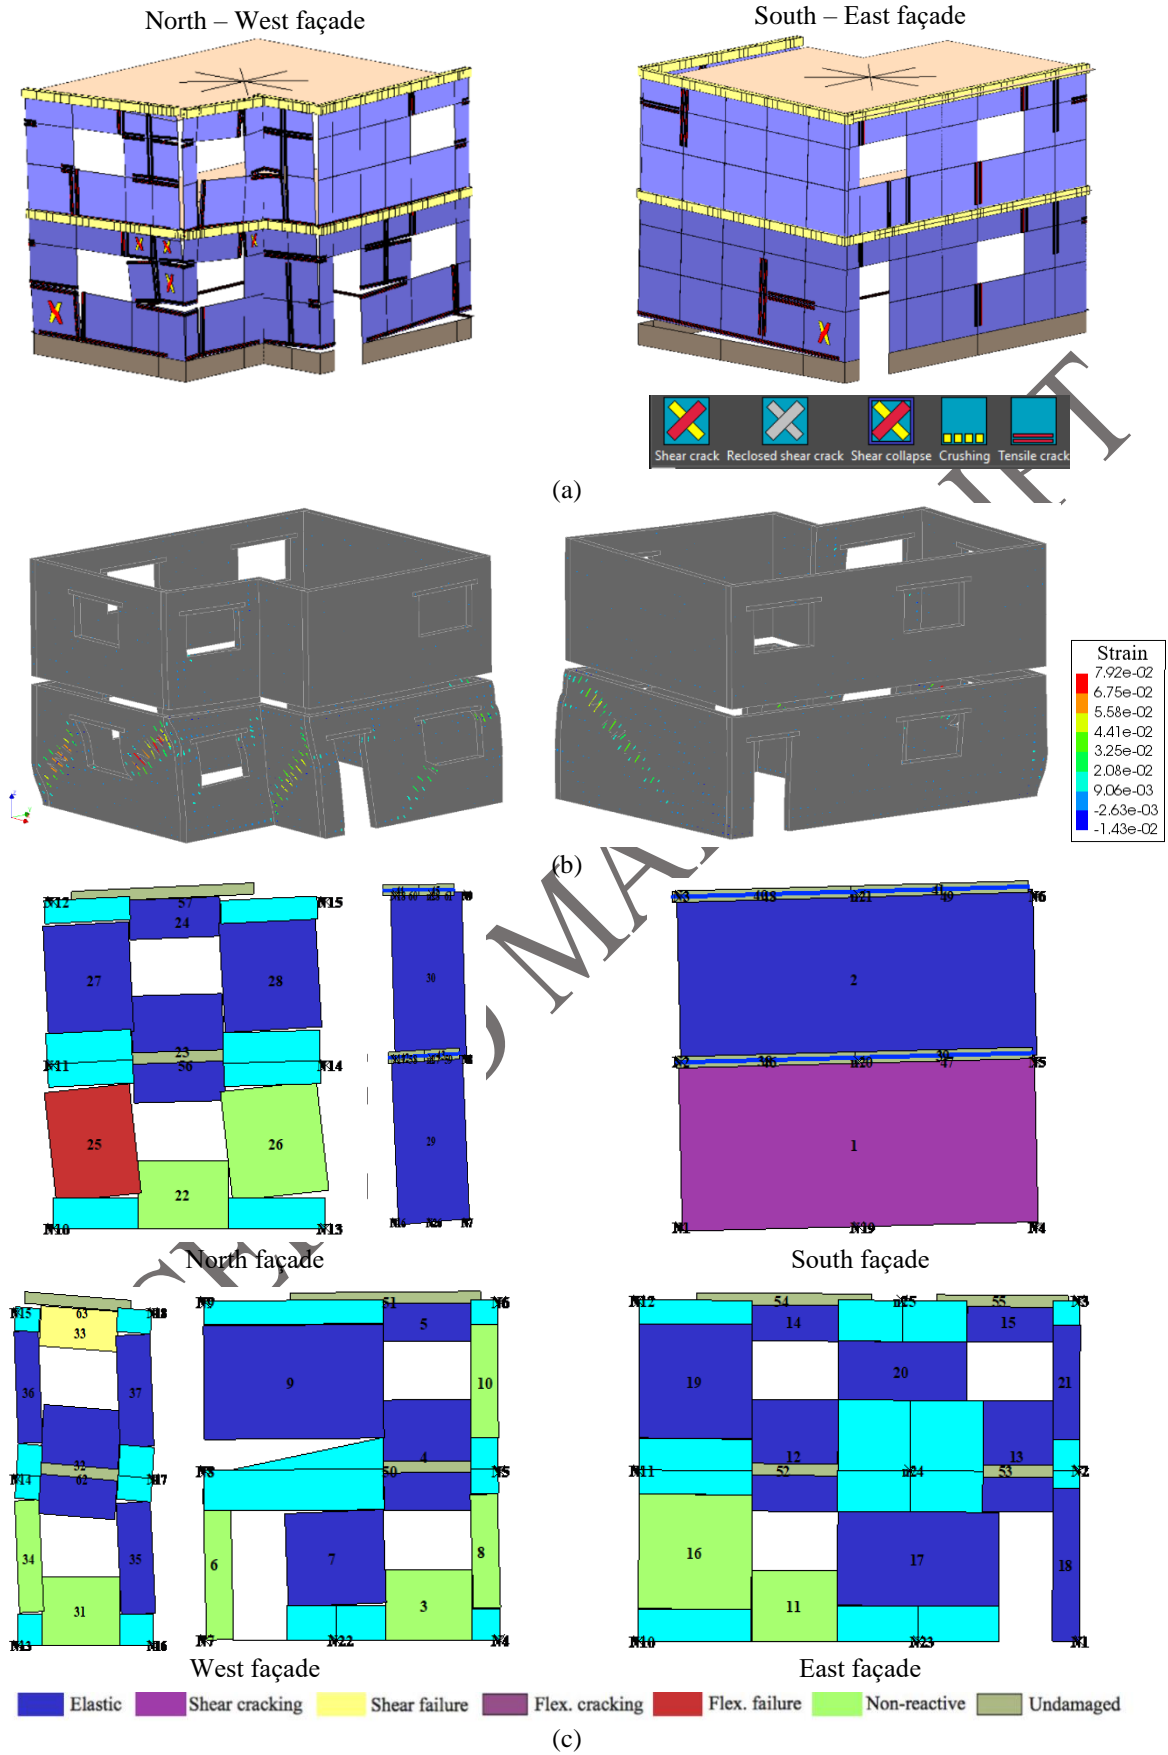 North – West façade
South – East façade
Shear crack Reclosed shear crack Shear collapse Crushing Tensile crack
(a)
Strain
7.92e-02
6.75e-02
5.58e-02
4.41e-02
3.25e-02
2.08e-02
9.06e-03
-2.63e-03
-1.43e-02
(b)
N12 57 N15
24
27 28
23
N11 56 N14
25 26
22
N10 N13
30
29
N7
N3 41 N6
49
2
N2 N5
47
1
N1 N19 N4
North façade
South façade
N15 63 N18
33
36 37
32
N14 62 N17
34 35
31
N13 N16
N9 51 N6
5
9 10
4
N8 50 N5
6 7 8
3
N7 N22 N4
N12 54 n25 55 N3
14 15
20
19 21
12 13
N11 52 n24 53 N2
16 17 18
11
N10 N23 N1
West façade
East façade
Elastic Shear cracking Shear failure Flex. cracking Flex. failure Non-reactive Undamaged
(c)